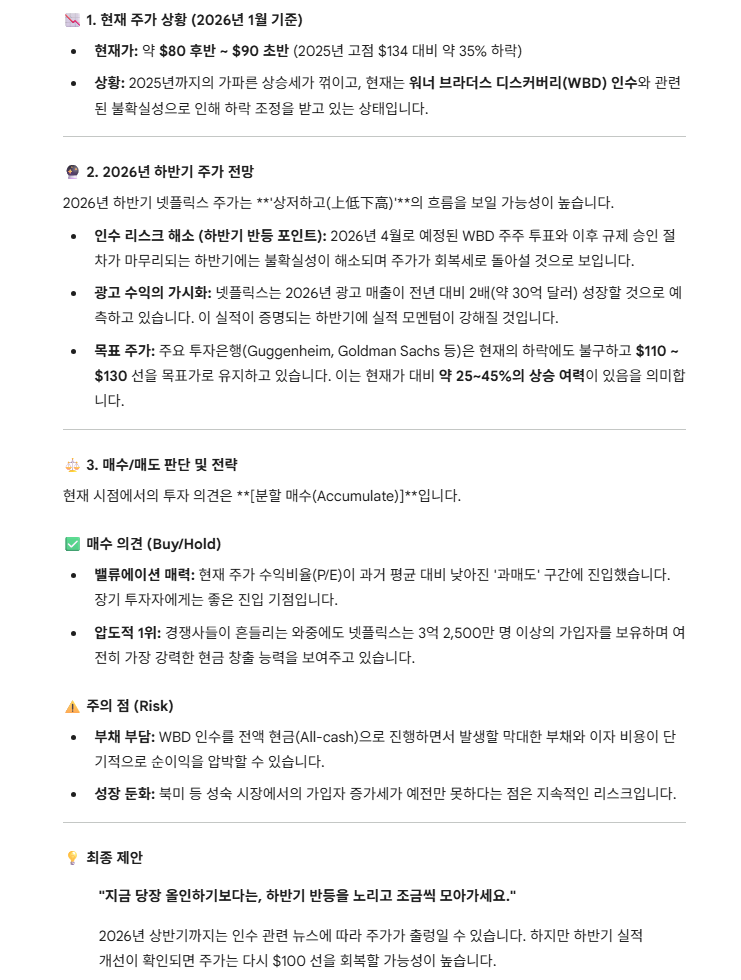 📉 1. 현재 주가 상황 (2026년 1월 기준)
• 현재가: 약 $80 후반 ~ $90 초반 (2025년 고점 $134 대비 약 35% 하락)
• 상황: 2025년까지의 가파른 상승세가 꺾이고, 현재는 워너 브라더스 디스커버리(WBD) 인수와 관련
된 불확실성으로 인해 하락 조정을 받고 있는 상태입니다.
🔮 2. 2026년 하반기 주가 전망
2026년 하반기 넷플릭스 주가는 **'상저하고(上低下高)'**의 흐름을 보일 가능성이 높습니다.
• 인수 리스크 해소 (하반기 반등 포인트): 2026년 4월로 예정된 WBD 주주 투표와 이후 규제 승인 절
차가 마무리되는 하반기에는 불확실성이 해소되며 주가가 회복세로 돌아설 것으로 보입니다.
• 광고 수익의 가시화: 넷플릭스는 2026년 광고 매출이 전년 대비 2배(약 30억 달러) 성장할 것으로 예
측하고 있습니다. 이 실적이 증명되는 하반기에 실적 모멘텀이 강해질 것입니다.
• 목표 주가: 주요 투자은행(Guggenheim, Goldman Sachs 등)은 현재의 하락에도 불구하고 $110 ~
$130 선을 목표가로 유지하고 있습니다. 이는 현재가 대비 약 25~45%의 상승 여력이 있음을 의미합
니다.
⚖️ 3. 매수/매도 판단 및 전략
현재 시점에서의 투자 의견은 **[분할 매수(Accumulate)]**입니다.
✅ 매수 의견 (Buy/Hold)
• 밸류에이션 매력: 현재 주가 수익비율(P/E)이 과거 평균 대비 낮아진 '과매도' 구간에 진입했습니다.
장기 투자자에게는 좋은 진입 기점입니다.
• 압도적 1위: 경쟁사들이 흔들리는 와중에도 넷플릭스는 3억 2,500만 명 이상의 가입자를 보유하며 여
전히 가장 강력한 현금 창출 능력을 보여주고 있습니다.
⚠️ 주의 점 (Risk)
• 부채 부담: WBD 인수를 전액 현금(All-cash)으로 진행하면서 발생할 막대한 부채와 이자 비용이 단
기적으로 순이익을 압박할 수 있습니다.
• 성장 둔화: 북미 등 성숙 시장에서의 가입자 증가세가 예전만 못하다는 점은 지속적인 리스크입니다.
💡 최종 제안
"지금 당장 올인하기보다는, 하반기 반등을 노리고 조금씩 모아가세요."
2026년 상반기까지는 인수 관련 뉴스에 따라 주가가 출렁일 수 있습니다. 하지만 하반기 실적
개선이 확인되면 주가는 다시 $100 선을 회복할 가능성이 높습니다.